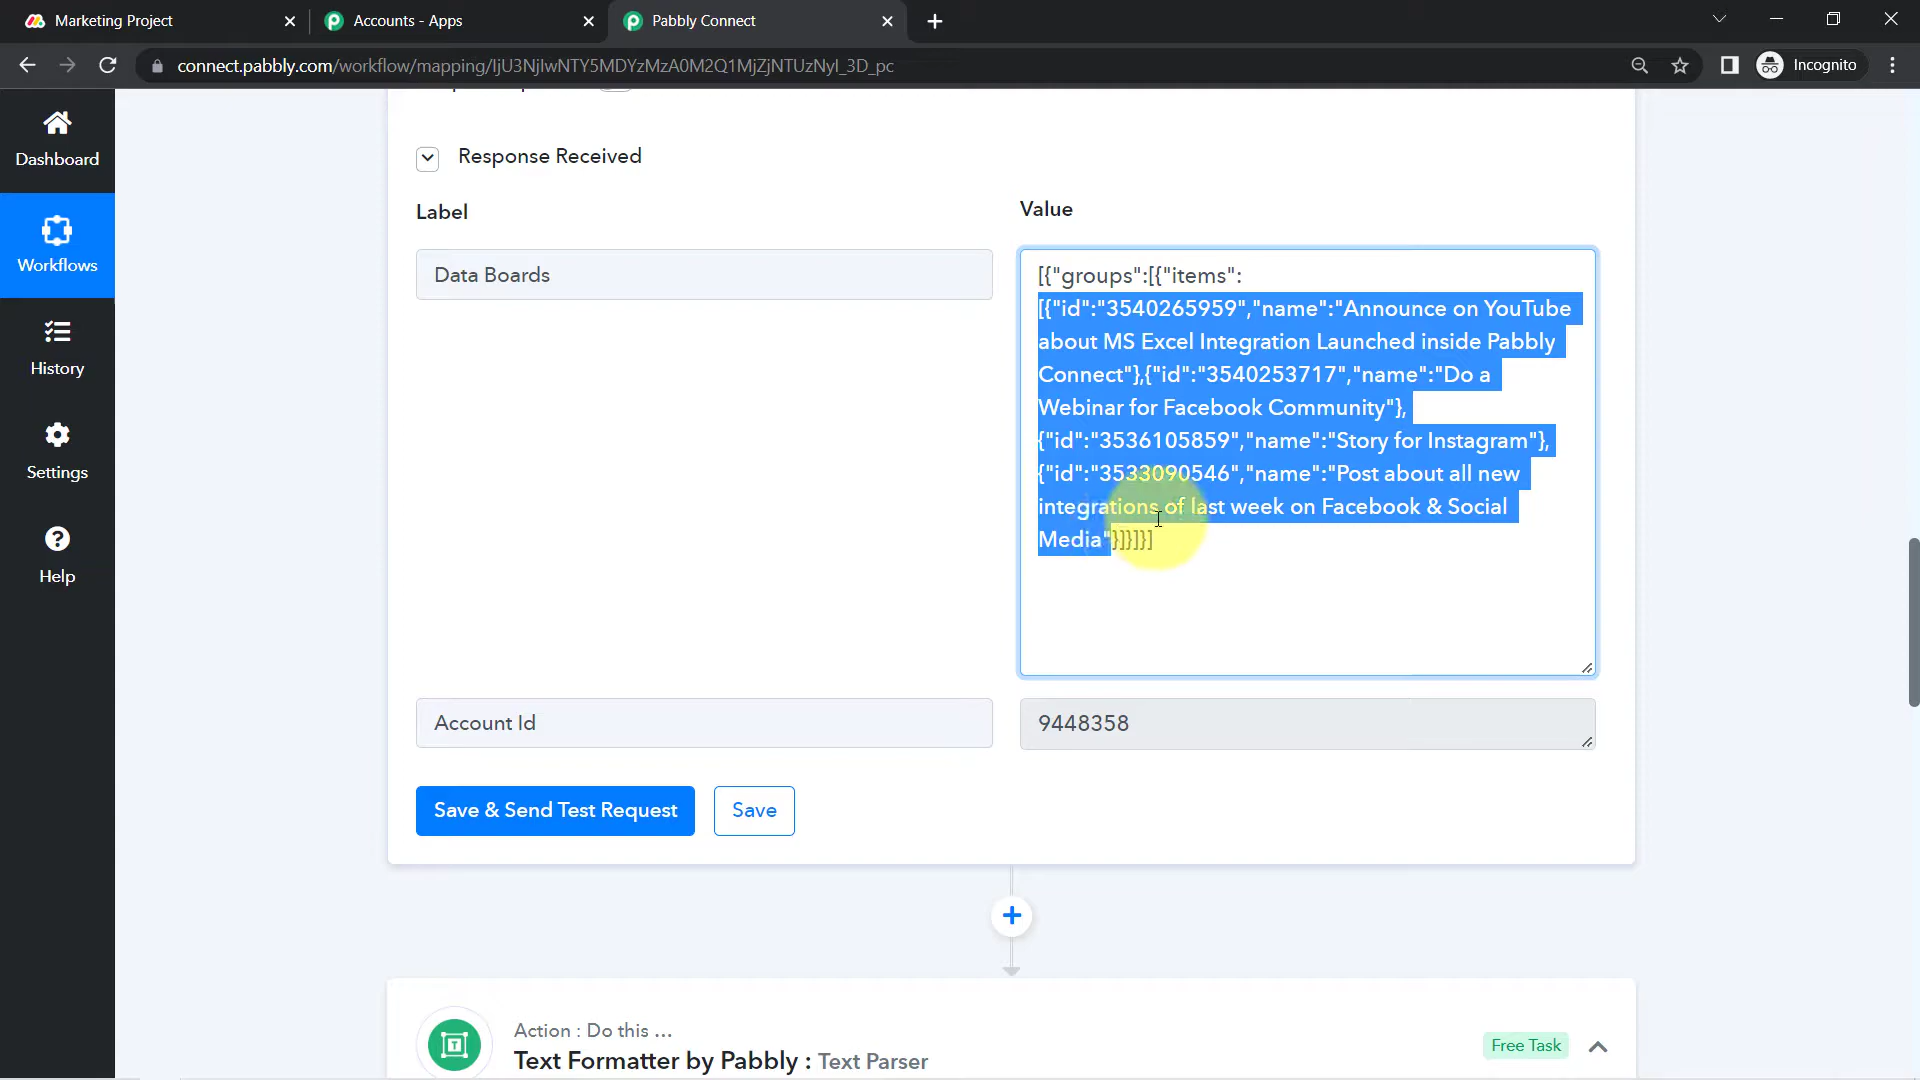 Marketing Project
Accounts - Apps
Pabbly Connect
connect.pabbly.com/workflow/mapping/IjU3NjIwNTY5MDYzMzA0M2Q1MjZjNTUzNyI_3D_pc
Incognito
Dashboard
Workflows
History
Settings
Help
Response Received
Label
Value
Data Boards
[{"groups":[{"items":
[{"id":"3540265959","name":"Announce on YouTube
about MS Excel Integration Launched inside Pabbly
Connect"},{"id":"3540253717","name":"Do a
Webinar for Facebook Community"},
{"id":"3536105859","name":"Story for Instagram"},
{"id":"3533090546","name":"Post about all new
integrations of last week on Facebook & Social
Media"}]}]}]
Account Id
9448358
Save & Send Test Request
Save
Action : Do this ...
Text Formatter by Pabbly : Text Parser
Free Task